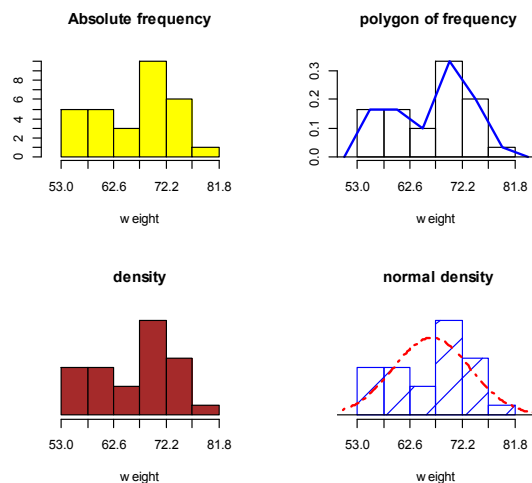 Absolute frequency
0 2 4 6 8
53.0 62.6 72.2 81.8
weight
polygon of frequency
0.0 0.1 0.2 0.3
53.0 62.6 72.2 81.8
weight
density
53.0 62.6 72.2 81.8
weight
normal density
53.0 62.6 72.2 81.8
weight